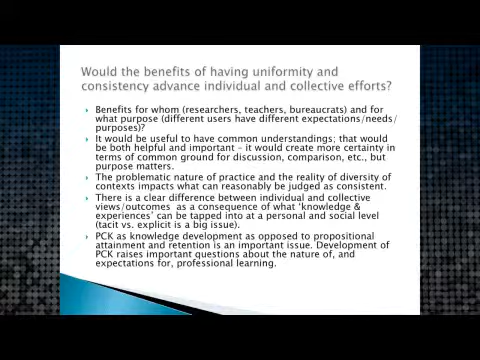 Would the benefits of having uniformity and
consistency advance individual and collective efforts?
Benefits for whom (researchers, teachers, bureaucrats) and for
what purpose (different users have different expectations/needs/
purposes)?
It would be useful to have common understandings; that would
be both helpful and important – it would create more certainty in
terms of common ground for discussion, comparison, etc., but
purpose matters.
The problematic nature of practice and the reality of diversity of
contexts impacts what can reasonably be judged as consistent.
There is a clear difference between individual and collective
views/outcomes as a consequence of what ‘knowledge &
experiences’ can be tapped into at a personal and social level
(tacit vs. explicit is a big issue).
PCK as knowledge development as opposed to propositional
attainment and retention is an important issue. Development of
PCK raises important questions about the nature of, and
expectations for, professional learning.